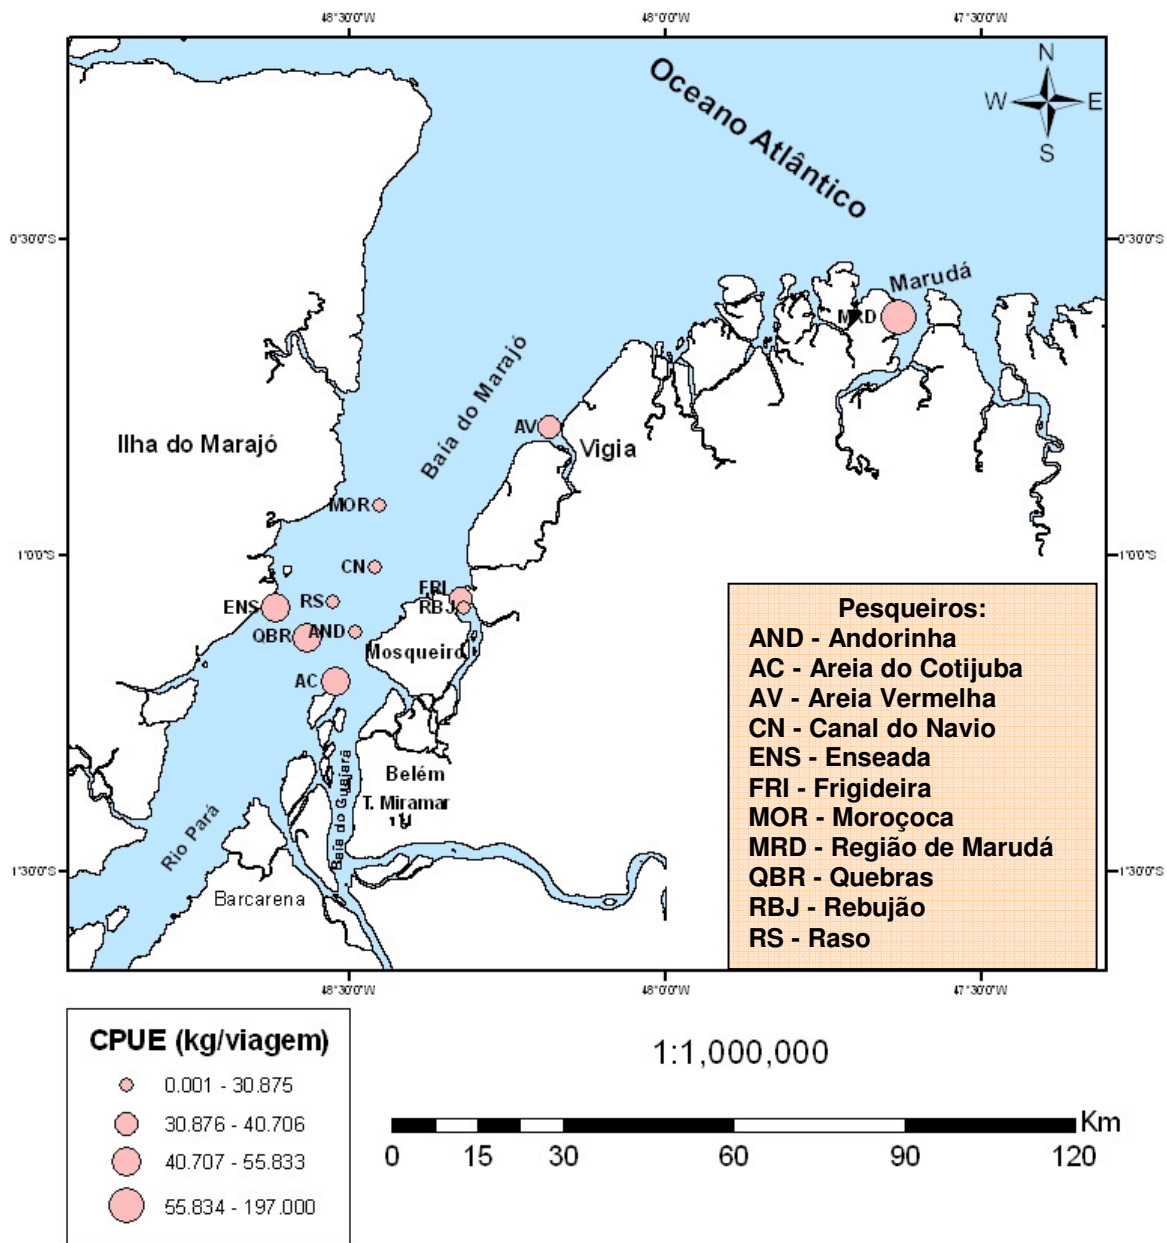 48°30'0"W 48°0'0"W 47°30'0"W
Oceano Atlântico
N
W E
S
0°30'0"S 0°30'0"S
Marudá
MRD
Baía do Marajó
AV
Ilha do Marajó
Vigia
MOR
1°0'0"S 1°0'0"S
CN
FRI
ENS
RS
RBJ
QBR
AND
Mosqueiro
AC
Belém
T. Miramar
Baía do Guajará
Rio Pará
Barcarena
1°30'0"S 1°30'0"S
Pesqueiros:
AND - Andorinha
AC - Areia do Cotijuba
AV - Areia Vermelha
CN - Canal do Navio
ENS - Enseada
FRI - Frigideira
MOR - Moroçoca
MRD - Região de Marudá
QBR - Quebras
RBJ - Rebujão
RS - Raso
48°30'0"W 48°0'0"W 47°30'0"W
CPUE (kg/viagem)
0.001 - 30.875
30.876 - 40.706
40.707 - 55.833
55.834 - 197.000
1:1,000,000
Km
0 15 30 60 90 120